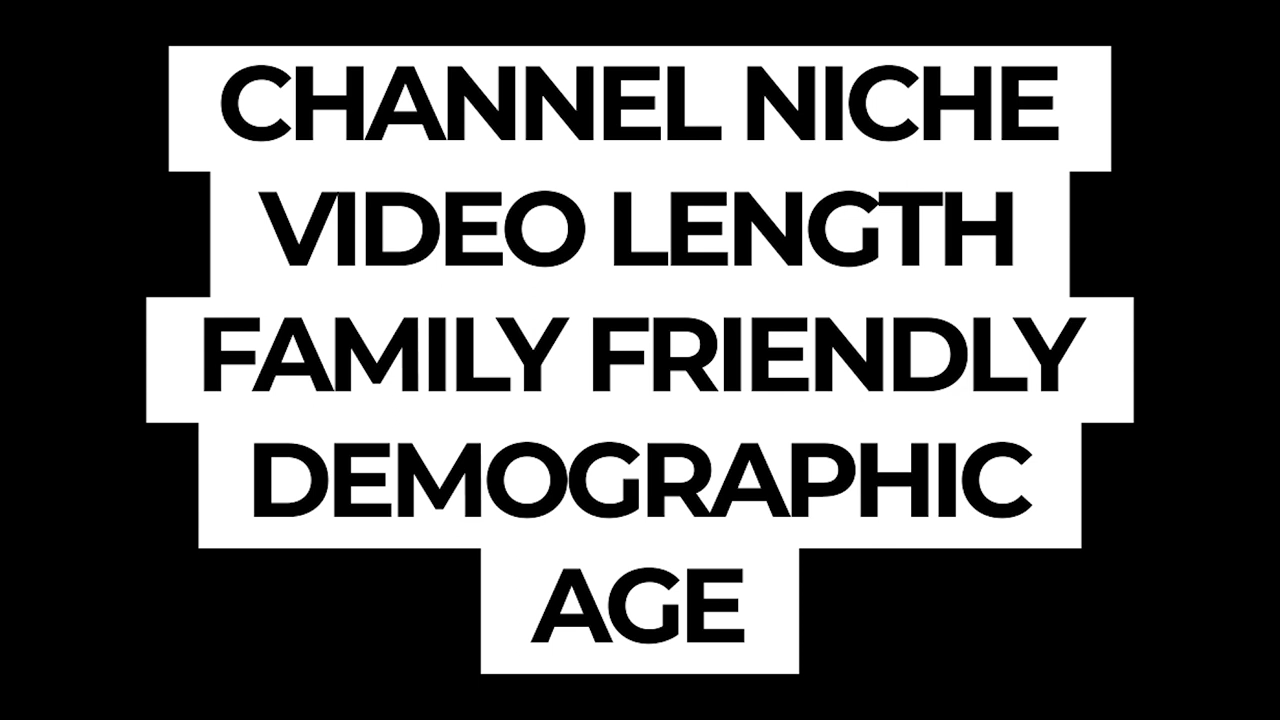 CHANNEL NICHE
VIDEO LENGTH
FAMILY FRIENDLY
DEMOGRAPHIC
AGE